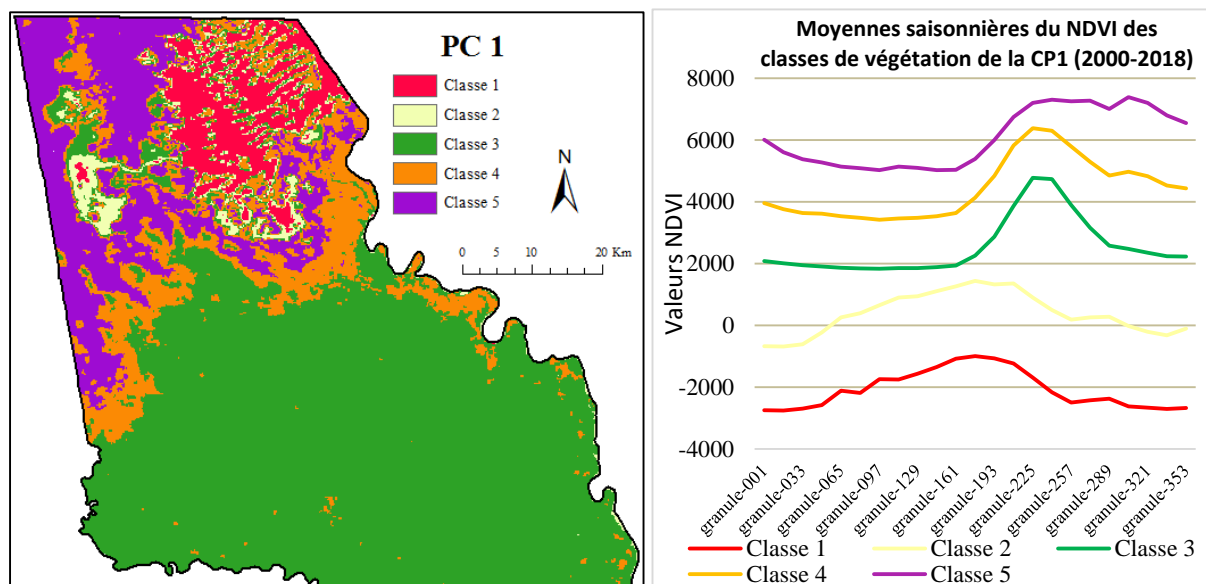 PC 1
Classe 1
Classe 2
Classe 3
Classe 4
Classe 5
N
0 5 10 20 Km
Moyennes saisonnières du NDVI des
classes de végétation de la CP1 (2000-2018)
Valeurs NDVI
8000
6000
4000
2000
0
-2000
-4000
granule-001
granule-033
granule-065
granule-097
granule-129
granule-161
granule-193
granule-225
granule-257
granule-289
granule-321
granule-353
Classe 1 Classe 2 Classe 3
Classe 4 Classe 5